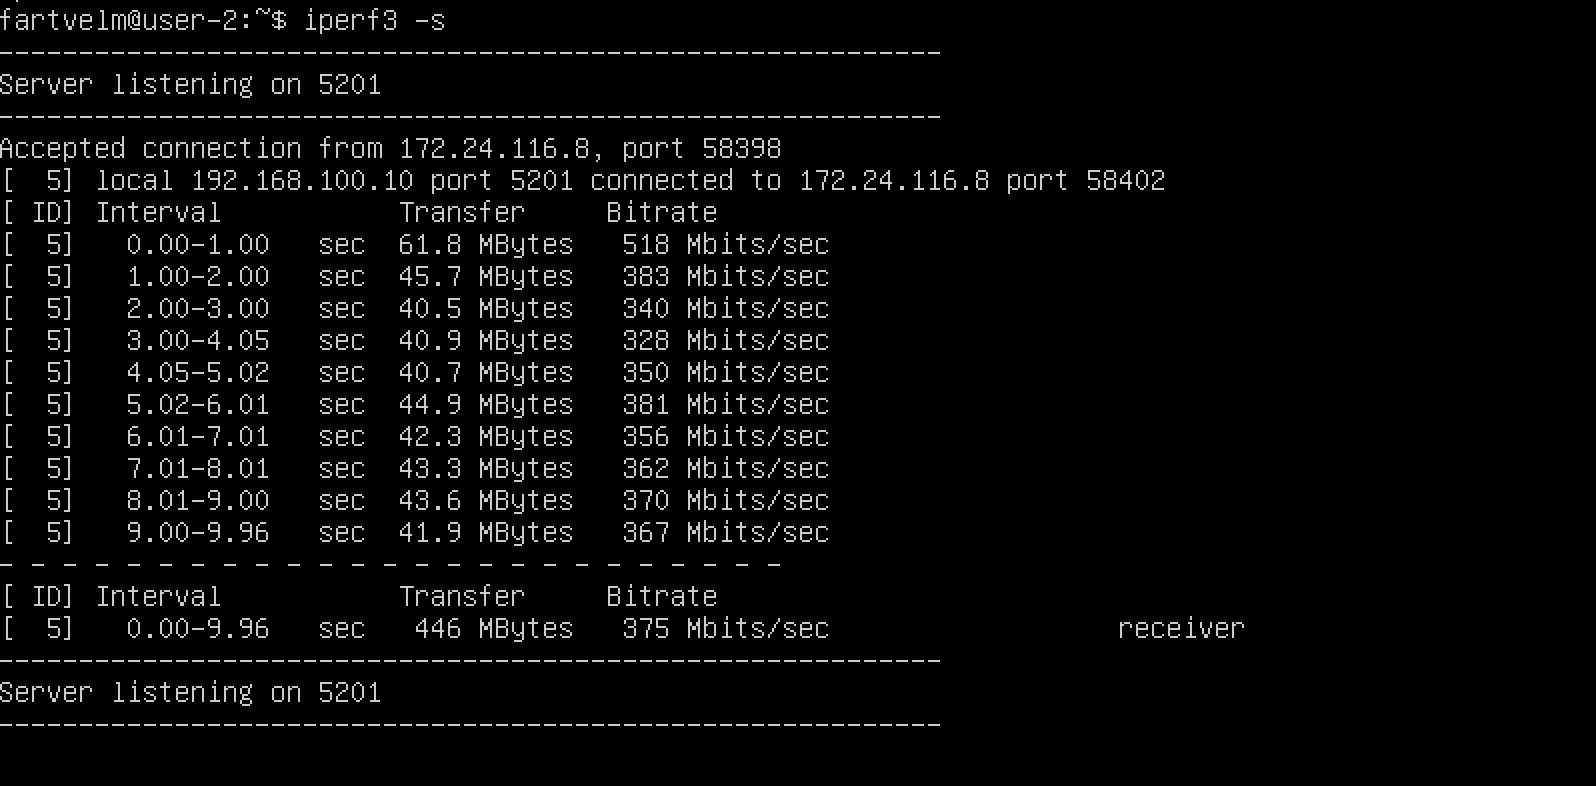 fartvelm@user-2:~$ iperf3 -s
-----------------------------------------------------------
Server listening on 5201
-----------------------------------------------------------
Accepted connection from 172.24.116.8, port 58398
[  5] local 192.168.100.10 port 5201 connected to 172.24.116.8 port 58402
[ ID] Interval           Transfer     Bitrate
[  5]   0.00-1.00   sec  61.8 MBytes   518 Mbits/sec
[  5]   1.00-2.00   sec  45.7 MBytes   383 Mbits/sec
[  5]   2.00-3.00   sec  40.5 MBytes   340 Mbits/sec
[  5]   3.00-4.05   sec  40.9 MBytes   328 Mbits/sec
[  5]   4.05-5.02   sec  40.7 MBytes   350 Mbits/sec
[  5]   5.02-6.01   sec  44.9 MBytes   381 Mbits/sec
[  5]   6.01-7.01   sec  42.3 MBytes   356 Mbits/sec
[  5]   7.01-8.01   sec  43.3 MBytes   362 Mbits/sec
[  5]   8.01-9.00   sec  43.6 MBytes   370 Mbits/sec
[  5]   9.00-9.96   sec  41.9 MBytes   367 Mbits/sec
- - - - - - - - - - - - - - - - - - - - - - - - -
[ ID] Interval           Transfer     Bitrate
[  5]   0.00-9.96   sec   446 MBytes   375 Mbits/sec                  receiver
-----------------------------------------------------------
Server listening on 5201
-----------------------------------------------------------